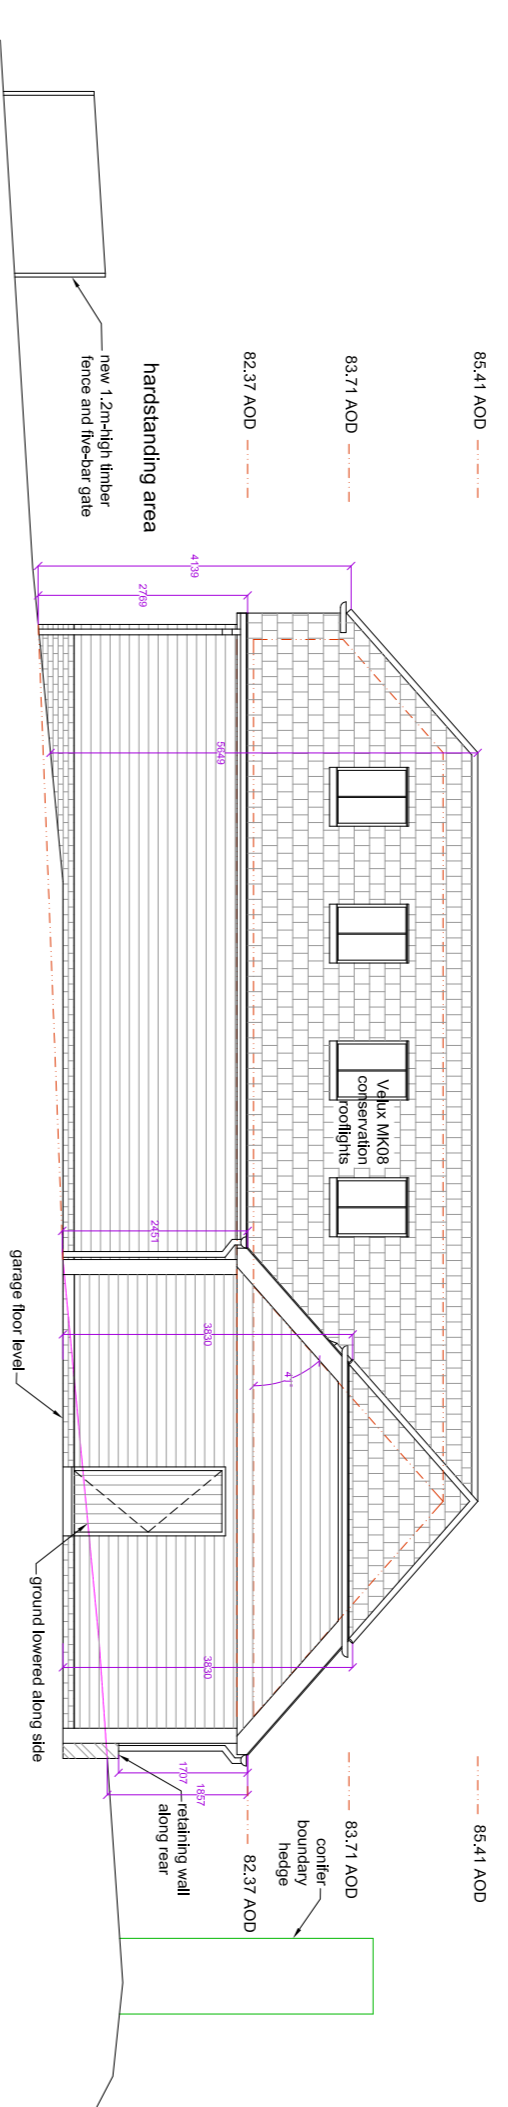 85.41 AOD
83.71 AOD
82.37 AOD
hardstanding area
new 1.2m-high timber
fence and five-bar gate
4139
2769
5649
Velux MK08
conservation
rooflights
2451
3830
41°
garage floor level
ground lowered along side
3830
1707
1857
retaining wall
along rear
85.41 AOD
83.71 AOD
82.37 AOD
conifer
boundary
hedge